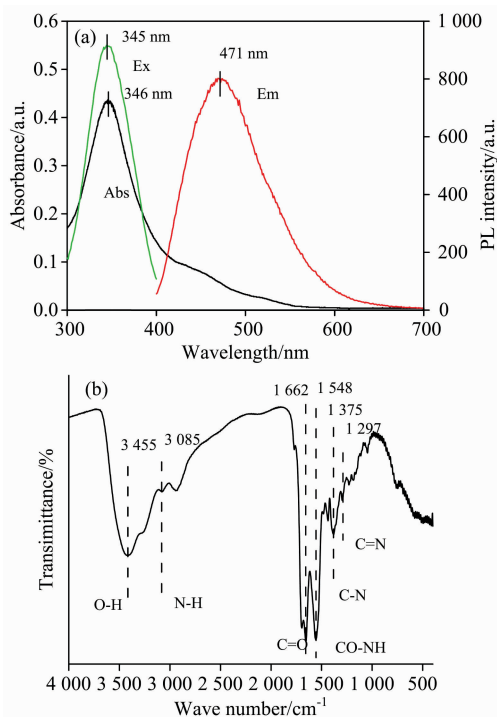 (a)
345 nm
Ex
346 nm
471 nm
Em
Abs
Absorbance/a.u.
0.6
0.5
0.4
0.3
0.2
0.1
0.0
PL intensity/a.u.
1 000
800
600
400
200
0
300 400 500 600 700
Wavelength/nm
(b)
1 662
1 548
1 375
1 297
3 455
3 085
Transimittance/%
C=N
C-N
O-H
N-H
C=O
CO-NH
4 000 3 500 3 000 2 500 2 000 1 500 1 000 500
Wave number/cm-1